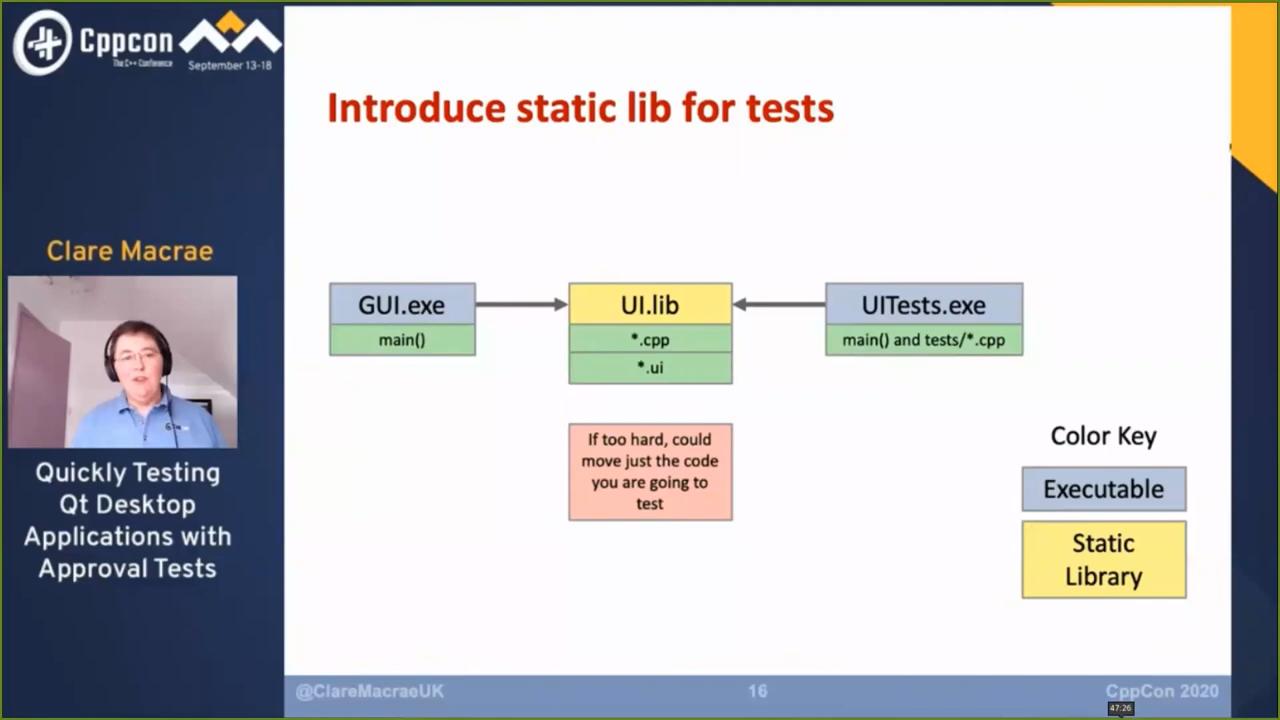 Cppcon
The C++ Conference
September 13-18
Introduce static lib for tests
Clare Macrae
GUI.exe
main()
UI.lib
*.cpp
*.ui
UITests.exe
main() and tests/*.cpp
If too hard, could
move just the code
you are going to
test
Color Key
Executable
Static
Library
Quickly Testing
Qt Desktop
Applications with
Approval Tests
@ClareMacraeUK
16
CppCon 2020
47:26